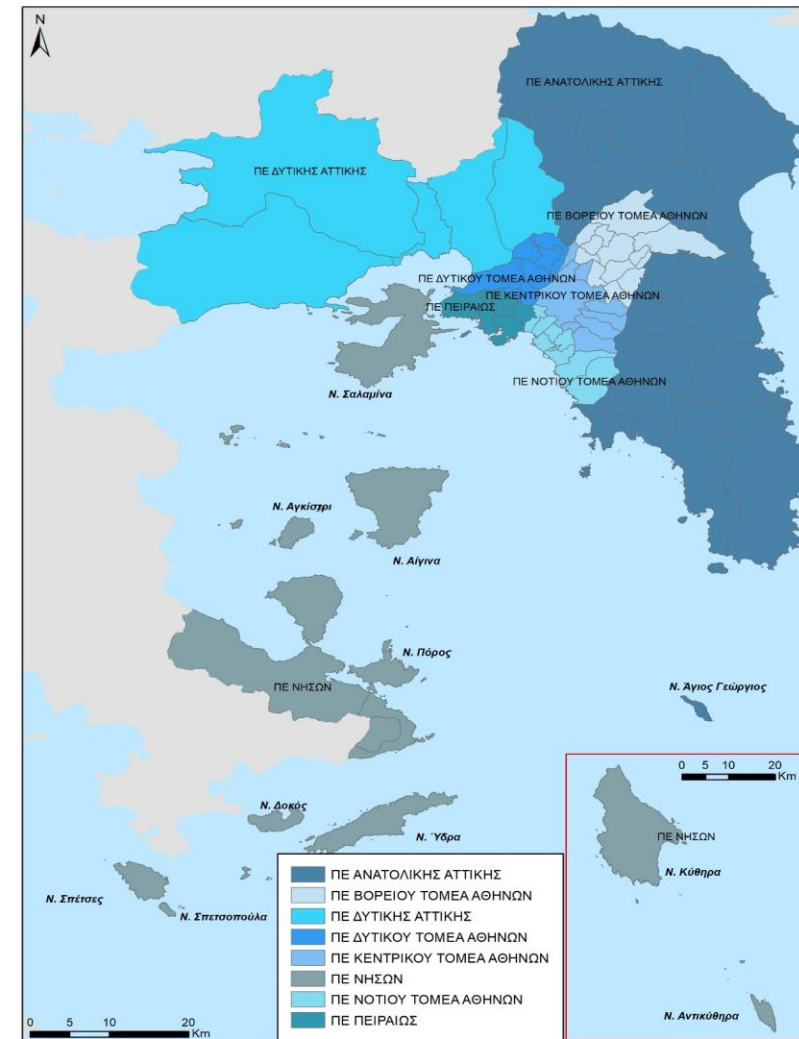 N
ΠΕ ΑΝΑΤΟΛΙΚΗΣ ΑΤΤΙΚΗΣ
ΠΕ ΔΥΤΙΚΗΣ ΑΤΤΙΚΗΣ
ΠΕ ΒΟΡΕΙΟΥ ΤΟΜΕΑ ΑΘΗΝΩΝ
ΠΕ ΔΥΤΙΚΟΥ ΤΟΜΕΑ ΑΘΗΝΩΝ
ΠΕ ΚΕΝΤΡΙΚΟΥ ΤΟΜΕΑ ΑΘΗΝΩΝ
ΠΕ ΠΕΙΡΑΙΩΣ
ΠΕ ΝΟΤΙΟΥ ΤΟΜΕΑ ΑΘΗΝΩΝ
Ν. Σαλαμίνα
Ν. Αγκίστρι
Ν. Αίγινα
Ν. Πόρος
ΠΕ ΝΗΣΩΝ
Ν. Άγιος Γεώργιος
Ν. Δοκός
Ν. Ύδρα
Ν. Σπέτσες
Ν. Σπετσοπούλα
0 5 10 20
Km
ΠΕ ΝΗΣΩΝ
Ν. Κύθηρα
Ν. Αντικύθηρα
ΠΕ ΑΝΑΤΟΛΙΚΗΣ ΑΤΤΙΚΗΣ
ΠΕ ΒΟΡΕΙΟΥ ΤΟΜΕΑ ΑΘΗΝΩΝ
ΠΕ ΔΥΤΙΚΗΣ ΑΤΤΙΚΗΣ
ΠΕ ΔΥΤΙΚΟΥ ΤΟΜΕΑ ΑΘΗΝΩΝ
ΠΕ ΚΕΝΤΡΙΚΟΥ ΤΟΜΕΑ ΑΘΗΝΩΝ
ΠΕ ΝΗΣΩΝ
ΠΕ ΝΟΤΙΟΥ ΤΟΜΕΑ ΑΘΗΝΩΝ
ΠΕ ΠΕΙΡΑΙΩΣ
0 5 10 20
Km